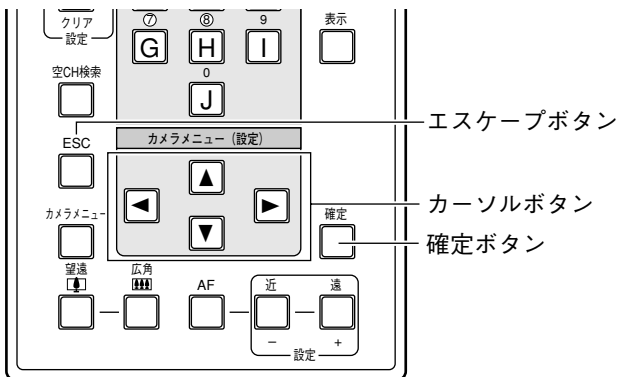 クリア
設定
⑦ ⑧ 9
G H I
表示
空CH検索
0
J
エスケープボタン
ESC
カメラメニュー（設定）
カーソルボタン
カメラメニュー
確定
確定ボタン
望遠 広角 AF 近 遠
− +
設定